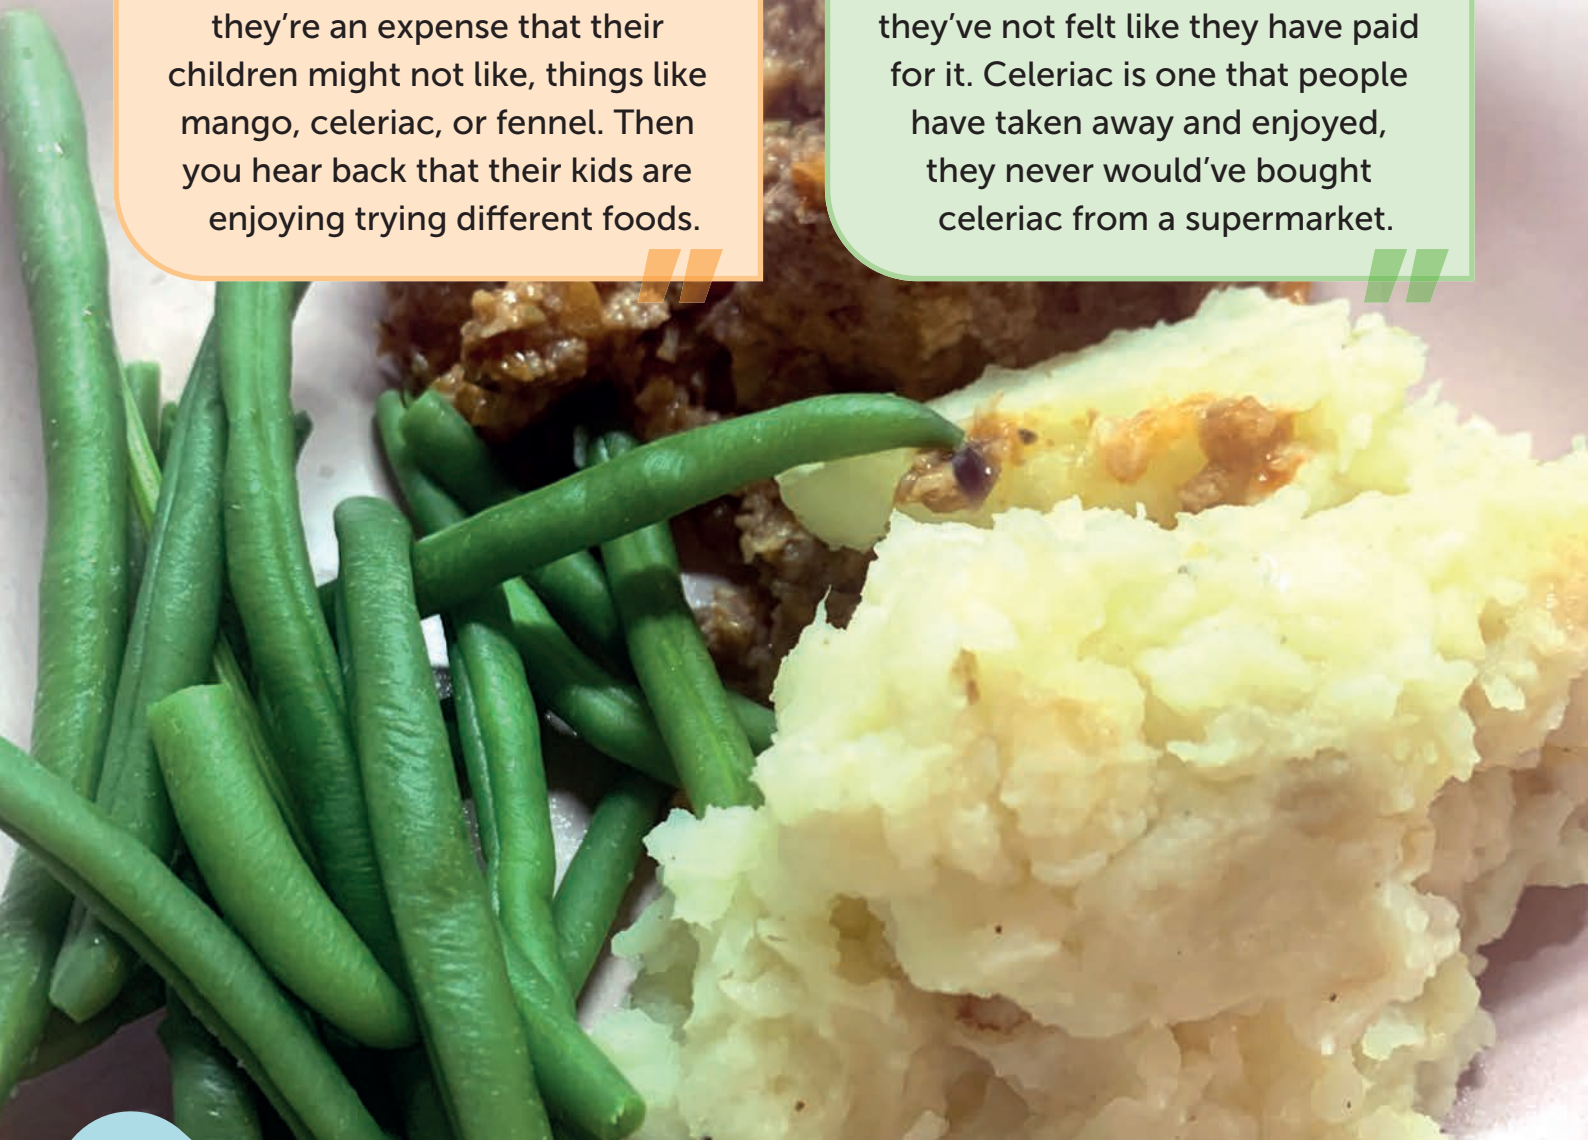 they’re an expense that their
children might not like, things like
mango, celeriac, or fennel. Then
you hear back that their kids are
enjoying trying different foods.
they’ve not felt like they have paid
for it. Celeriac is one that people
have taken away and enjoyed,
they never would’ve bought
celeriac from a supermarket.